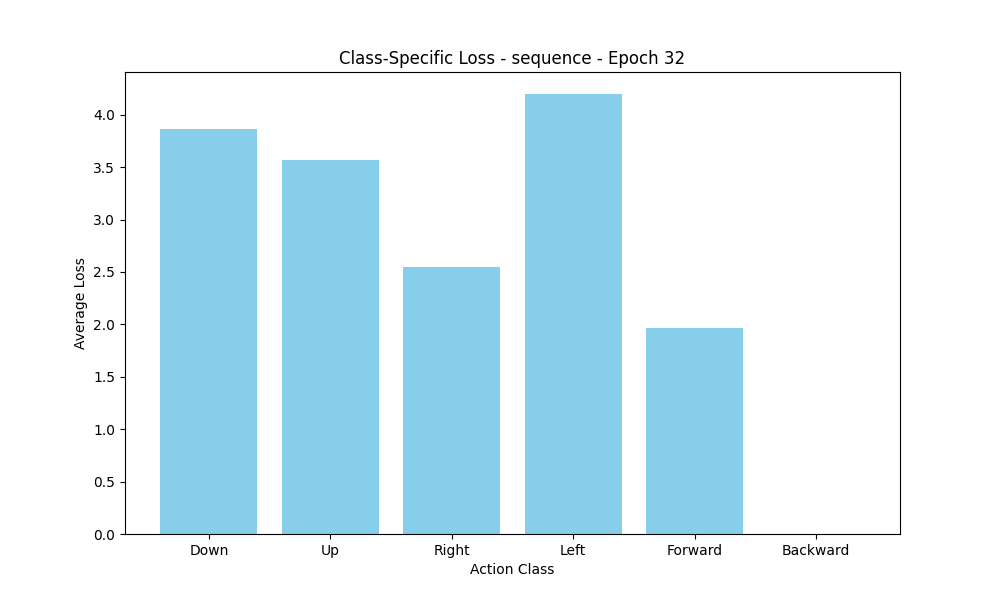 Class-Specific Loss - sequence - Epoch 32
Average Loss
4.0
3.5
3.0
2.5
2.0
1.5
1.0
0.5
0.0
Down Up Right Left Forward Backward
Action Class